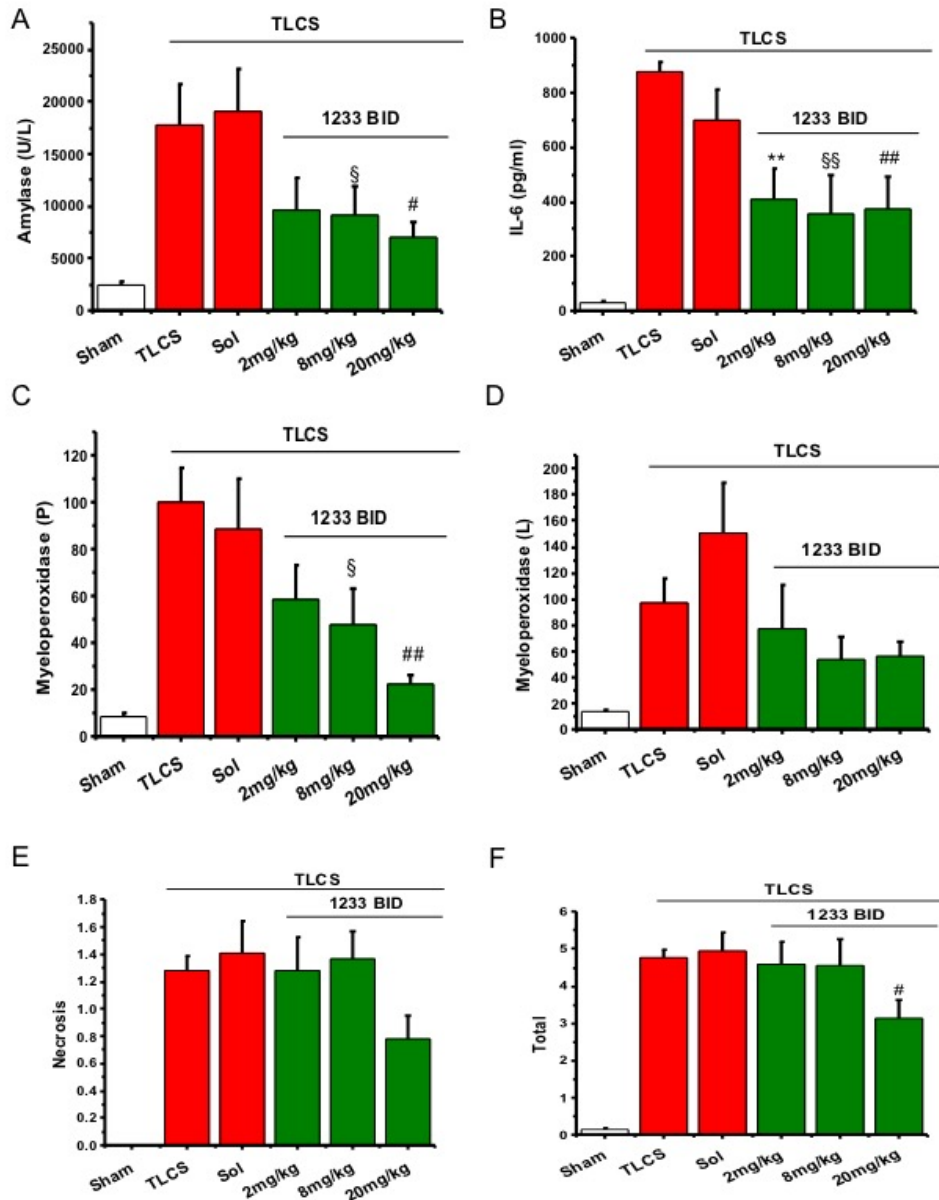 A
TLCS
Amylase (U/L)
25000
20000
15000
10000
5000
2500
0
1233 BID
§
#
Sham
TLCS
Sol
2mg/kg
8mg/kg
20mg/kg
B
TLCS
IL-6 (pg/ml)
1000
800
600
400
200
0
1233 BID
**
§§
##
Sham
TLCS
Sol
2mg/kg
8mg/kg
20mg/kg
C
TLCS
Myeloperoxidase (P)
120
100
80
60
40
20
0
1233 BID
§
##
Sham
TLCS
Sol
2mg/kg
8mg/kg
20mg/kg
D
TLCS
Myeloperoxidase (L)
200
180
160
140
120
100
80
60
40
20
0
1233 BID
Sham
TLCS
Sol
2mg/kg
8mg/kg
20mg/kg
E
TLCS
1233 BID
Necrosis
1.8
1.6
1.4
1.2
1.0
0.8
0.6
0.4
0.2
0.0
Sham
TLCS
Sol
2mg/kg
8mg/kg
20mg/kg
F
TLCS
1233 BID
Total
6
5
4
3
2
1
0
#
Sham
TLCS
Sol
2mg/kg
8mg/kg
20mg/kg